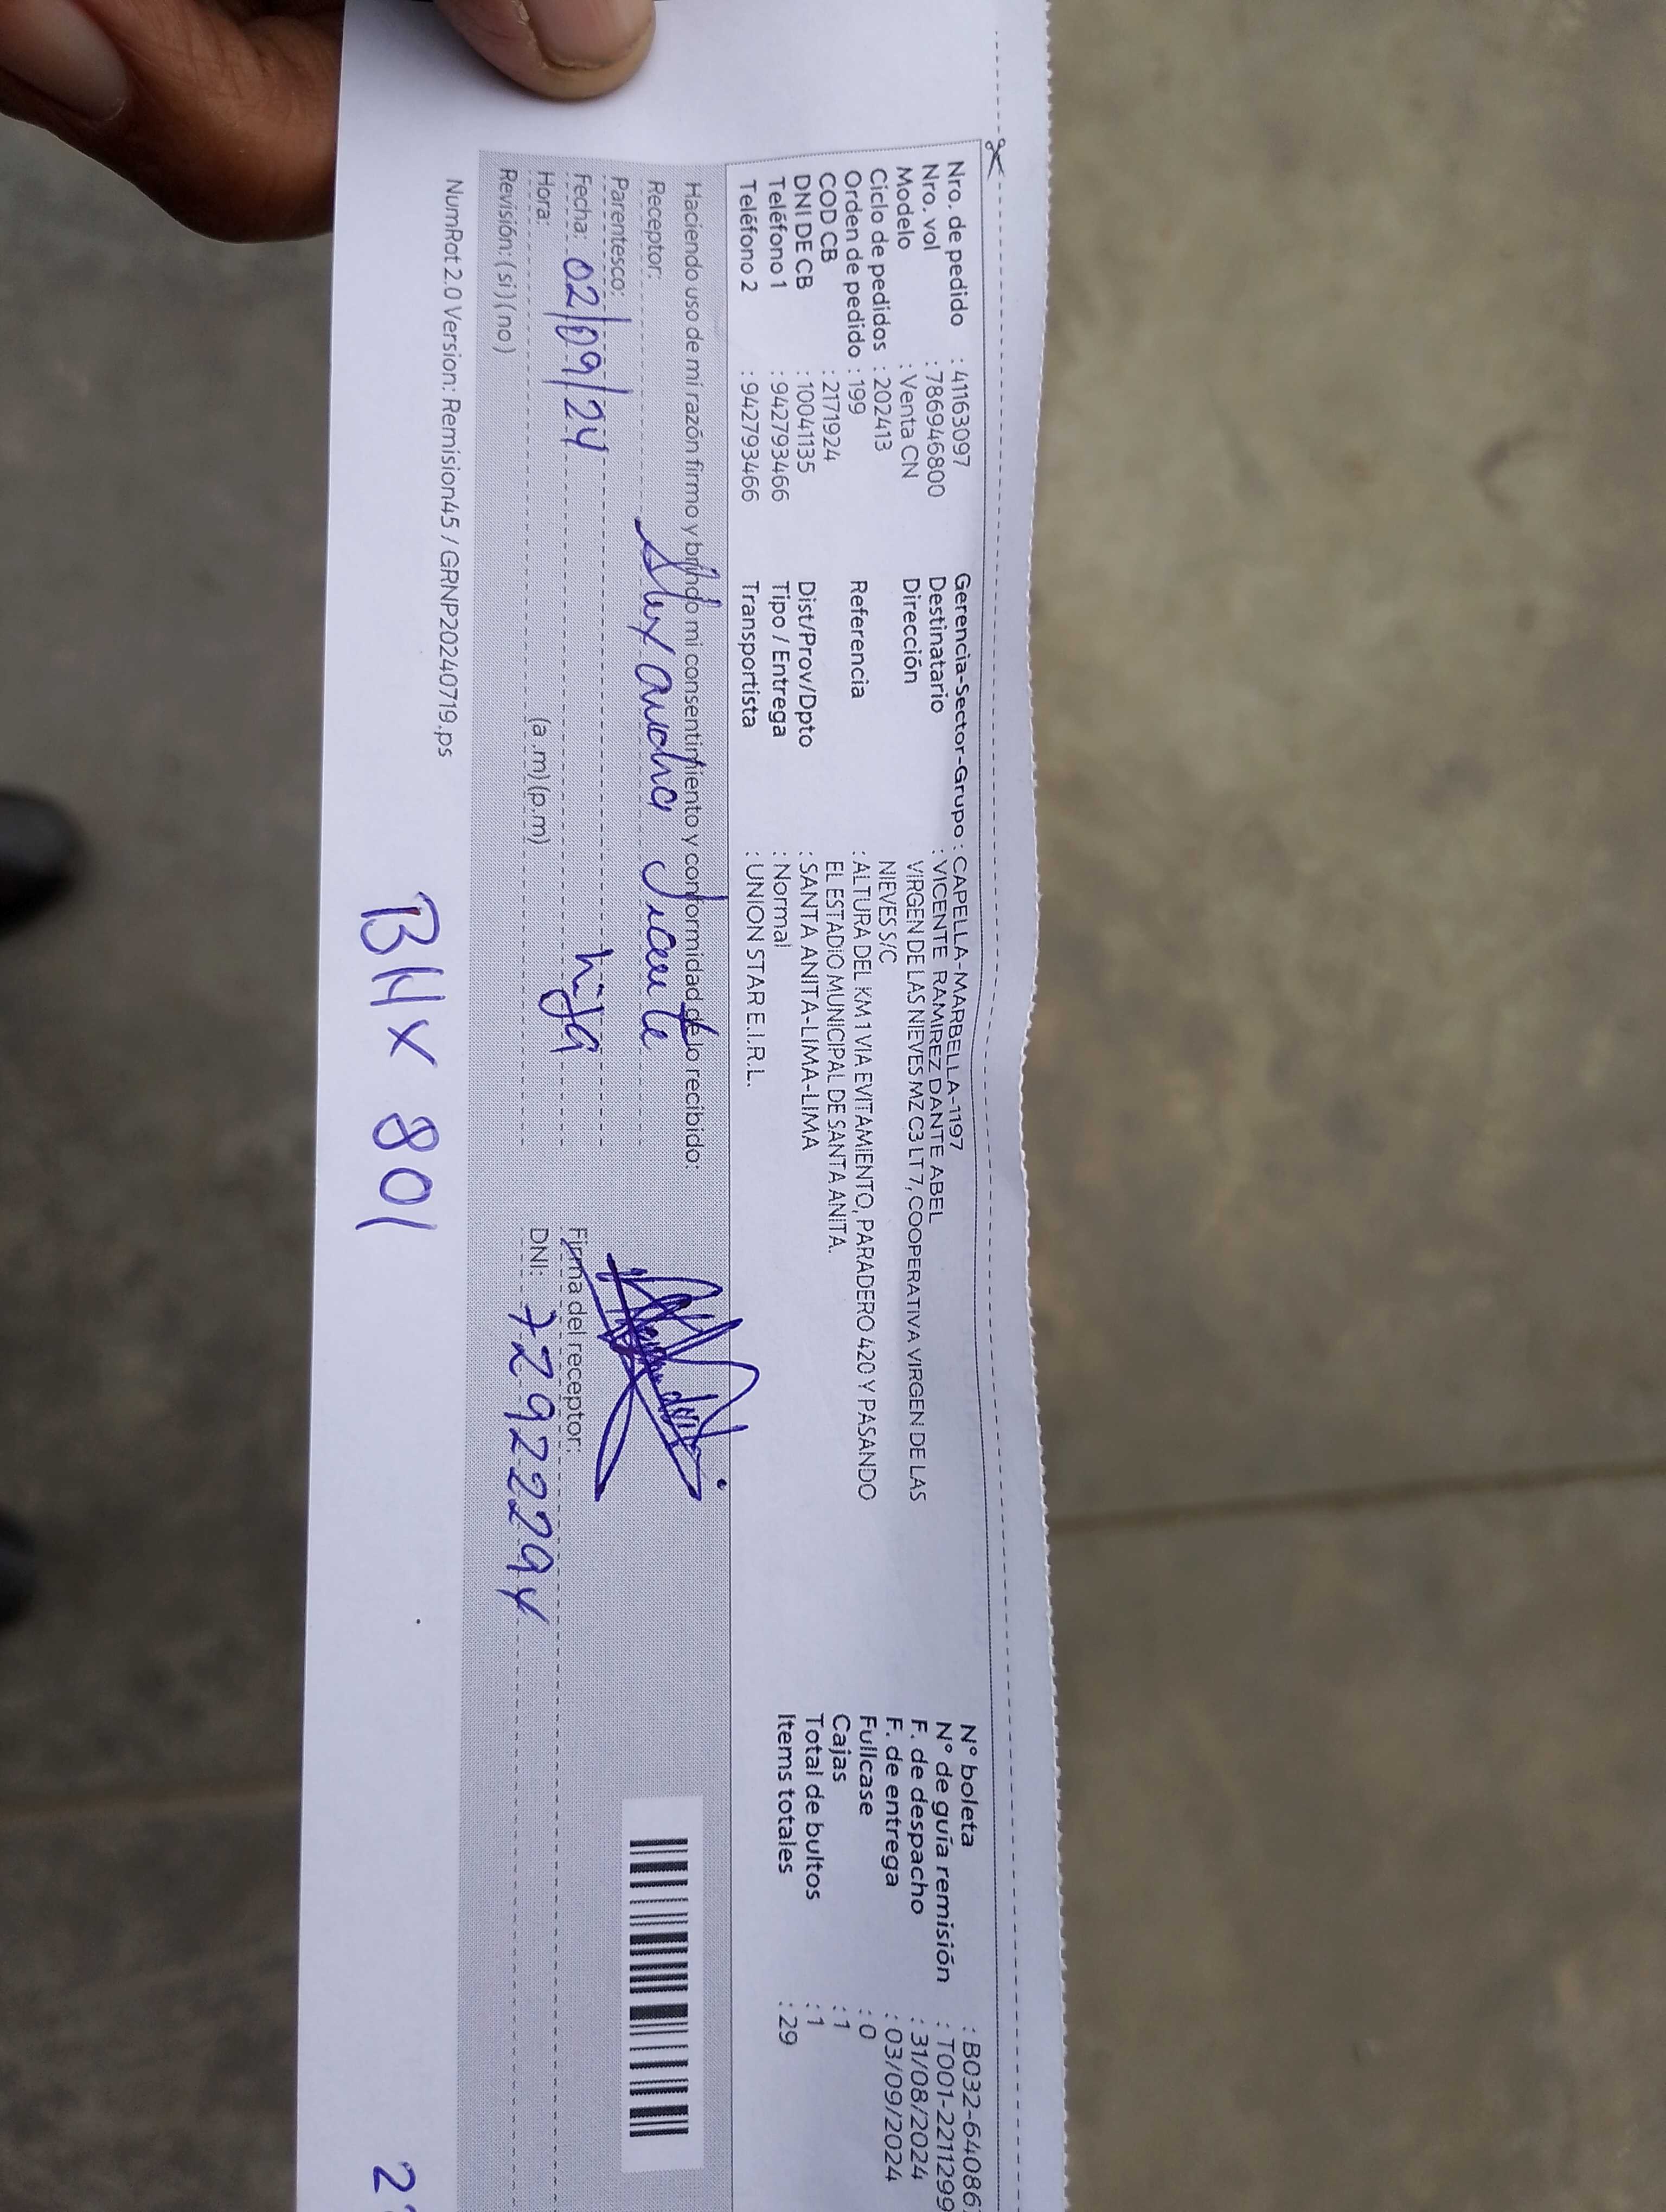 Nro. de pedido : 41163097
Nro. vol : 786946800
Modelo : Venta CN
Ciclo de pedidos : 202413
Orden de pedido : 199
COD CB : 2171924
DNI DE CB : 10041135
Teléfono 1 : 942793466
Teléfono 2 : 942793466
Gerencia-Sector-Grupo : CAPELLA-MARBELLA-1197
Destinatario : VICENTE RAMIREZ DANTE ABEL
Dirección VIRGEN DE LAS NIEVES MZ C3 LT 7, COOPERATIVA VIRGEN DE LAS
NIEVES S/C
Referencia : ALTURA DEL KM 1 VIA EVITAMIENTO, PARADERO 420 Y PASANDO
EL ESTADIO MUNICIPAL DE SANTA ANITA.
Dist/Prov/Dpto : SANTA ANITA-LIMA-LIMA
Tipo / Entrega : Normal
Transportista : UNION STAR E.I.R.L.
N° boleta : B032-64086
N° de guía remisión : T001-2211299
F. de despacho : 31/08/2024
F. de entrega : 03/09/2024
Fullcase : 0
Cajas : 1
Total de bultos : 1
Items totales : 29
Haciendo uso de mi razón firmo y brindo mi consentimiento y conformidad de lo recibido:
Receptor: Alexandra Vicente
Parentesco: hija
Fecha: 02/09/24
Hora: (a.m)(p.m)
Revisión: (si)(no)
Firma del receptor:
DNI: 72922294
NumRot 2.0 Version: Remision45 / GRNP20240719.ps
BHX 801